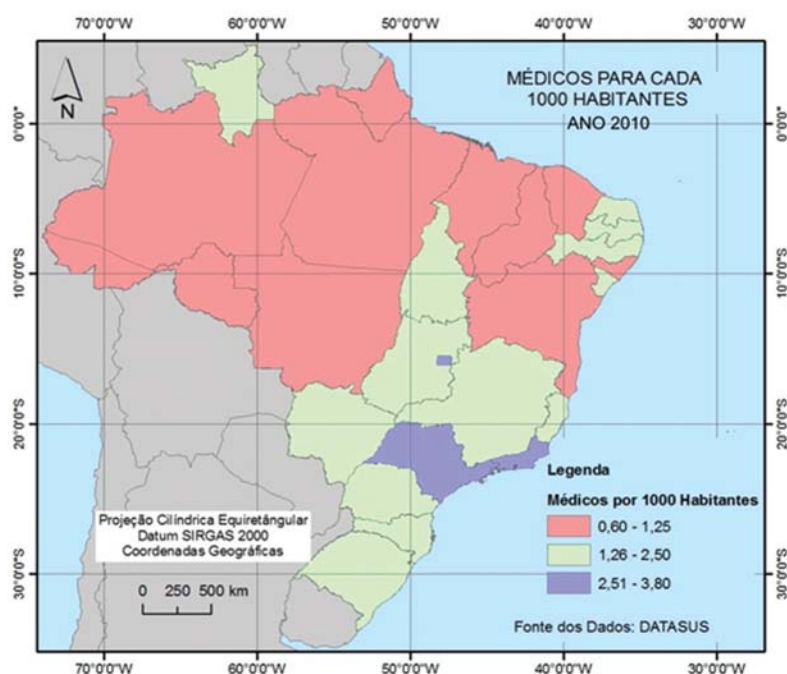 70°0'0"W 60°0'0"W 50°0'0"W 40°0'0"W 30°0'0"W
N
MÉDICOS PARA CADA
1000 HABITANTES
ANO 2010
0°0'0" 0°0'0"
10°0'0"S 10°0'0"S
20°0'0"S 20°0'0"S
30°0'0"S 30°0'0"S
Legenda
Médicos por 1000 Habitantes
0,60 - 1,25
1,26 - 2,50
2,51 - 3,80
Projeção Cilíndrica Equiretângular
Datum SIRGAS 2000
Coordenadas Geográficas
0 250 500 km
Fonte dos Dados: DATASUS
70°0'0"W 60°0'0"W 50°0'0"W 40°0'0"W 30°0'0"W